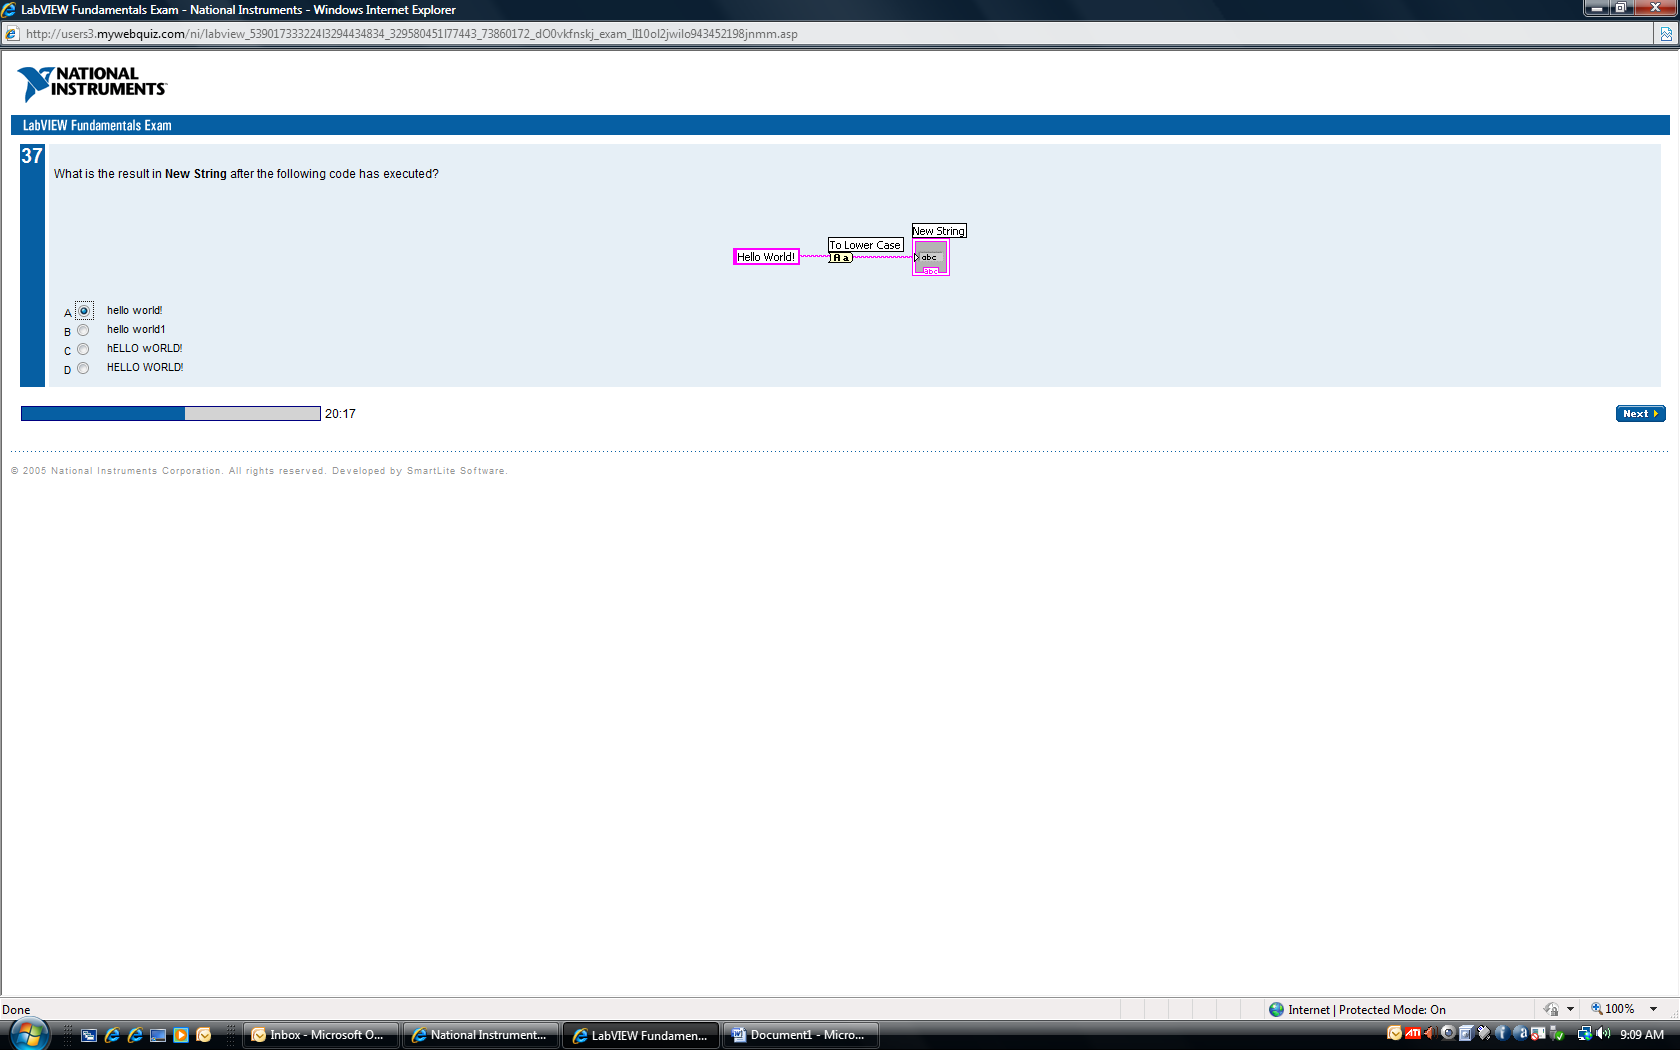 LabVIEW Fundamentals Exam - National Instruments - Windows Internet Explorer
http://users3.mywebquiz.com/ni/labview_539017333224l3294434834_329580451l77443_73860172_dO0vkfnskj_exam_lI10ol2jwilo943452198jnmm.asp
NATIONAL
INSTRUMENTS
LabVIEW Fundamentals Exam
37
What is the result in New String after the following code has executed?
New String
To Lower Case
Hello World!
A a
abc
abc
A hello world!
B hello world1
C hELLO wORLD!
D HELLO WORLD!
20:17
Next
© 2005 National Instruments Corporation. All rights reserved. Developed by SmartLite Software.
Done
Internet | Protected Mode: On
100%
Inbox - Microsoft O...
National Instrument...
LabVIEW Fundamen...
Document1 - Micro...
ATI
9:09 AM